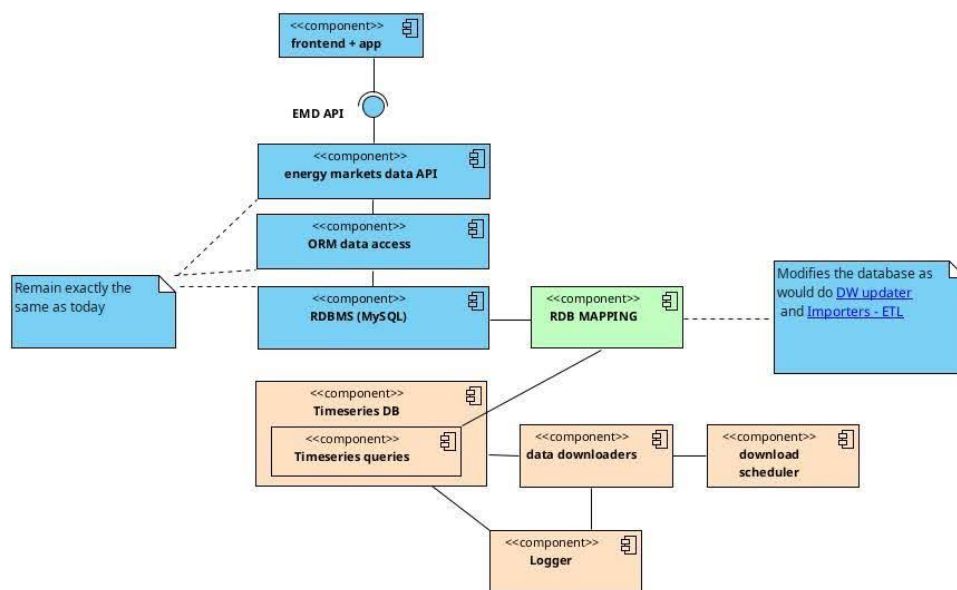 <<component>>
frontend + app
EMD API
<<component>>
energy markets data API
<<component>>
ORM data access
Remain exactly the
same as today
<<component>>
RDBMS (MySQL)
<<component>>
RDB MAPPING
Modifies the database as
would do DW updater
and Importers - ETL
<<component>>
Timeseries DB
<<component>>
Timeseries queries
<<component>>
data downloaders
<<component>>
download
scheduler
<<component>>
Logger